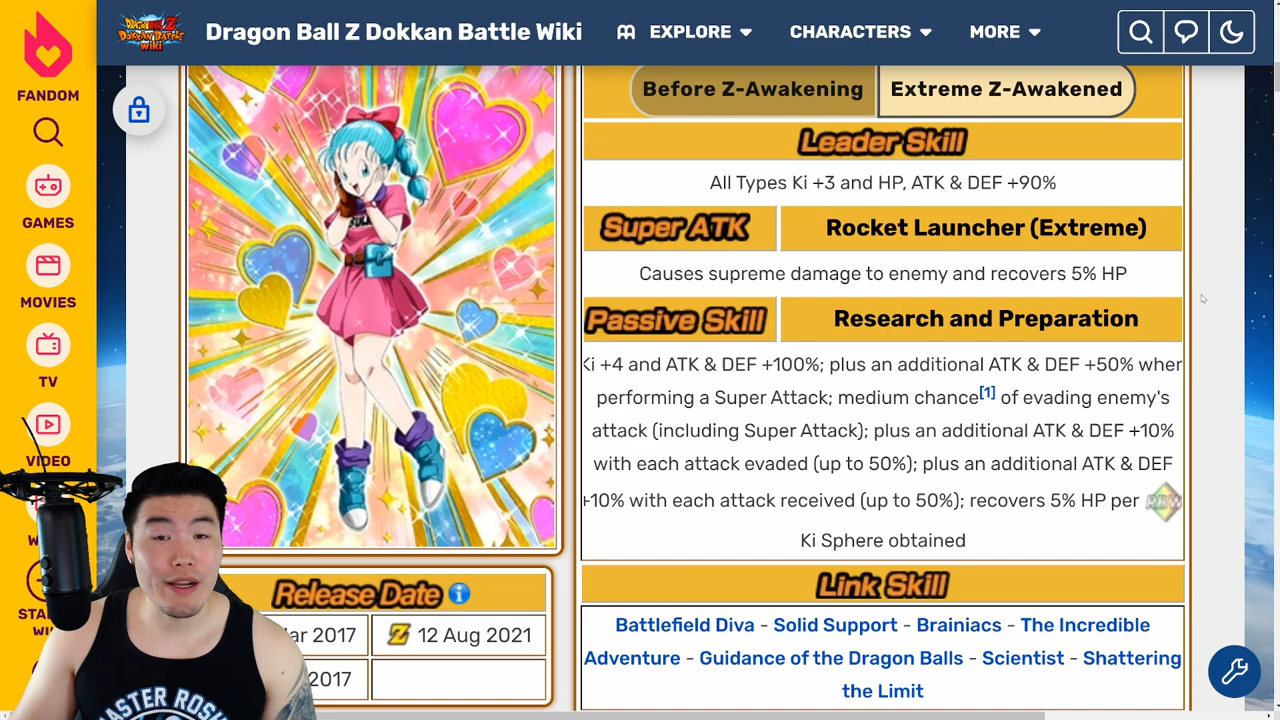 DRAGON BALL Z DOKKAN BATTLE WIKI
Dragon Ball Z Dokkan Battle Wiki
EXPLORE
CHARACTERS
MORE
FANDOM
GAMES
MOVIES
TV
VIDEO
Before Z-Awakening
Extreme Z-Awakened
Leader Skill
All Types Ki +3 and HP, ATK & DEF +90%
Super ATK
Rocket Launcher (Extreme)
Causes supreme damage to enemy and recovers 5% HP
Passive Skill
Research and Preparation
Ki +4 and ATK & DEF +100%; plus an additional ATK & DEF +50% when
performing a Super Attack; medium chance[1] of evading enemy's
attack (including Super Attack); plus an additional ATK & DEF +10%
with each attack evaded (up to 50%); plus an additional ATK & DEF
+10% with each attack received (up to 50%); recovers 5% HP per RBW
Ki Sphere obtained
Link Skill
Battlefield Diva - Solid Support - Brainiacs - The Incredible
Adventure - Guidance of the Dragon Balls - Scientist - Shattering
the Limit
Release Date
2017
Z 12 Aug 2021
2017